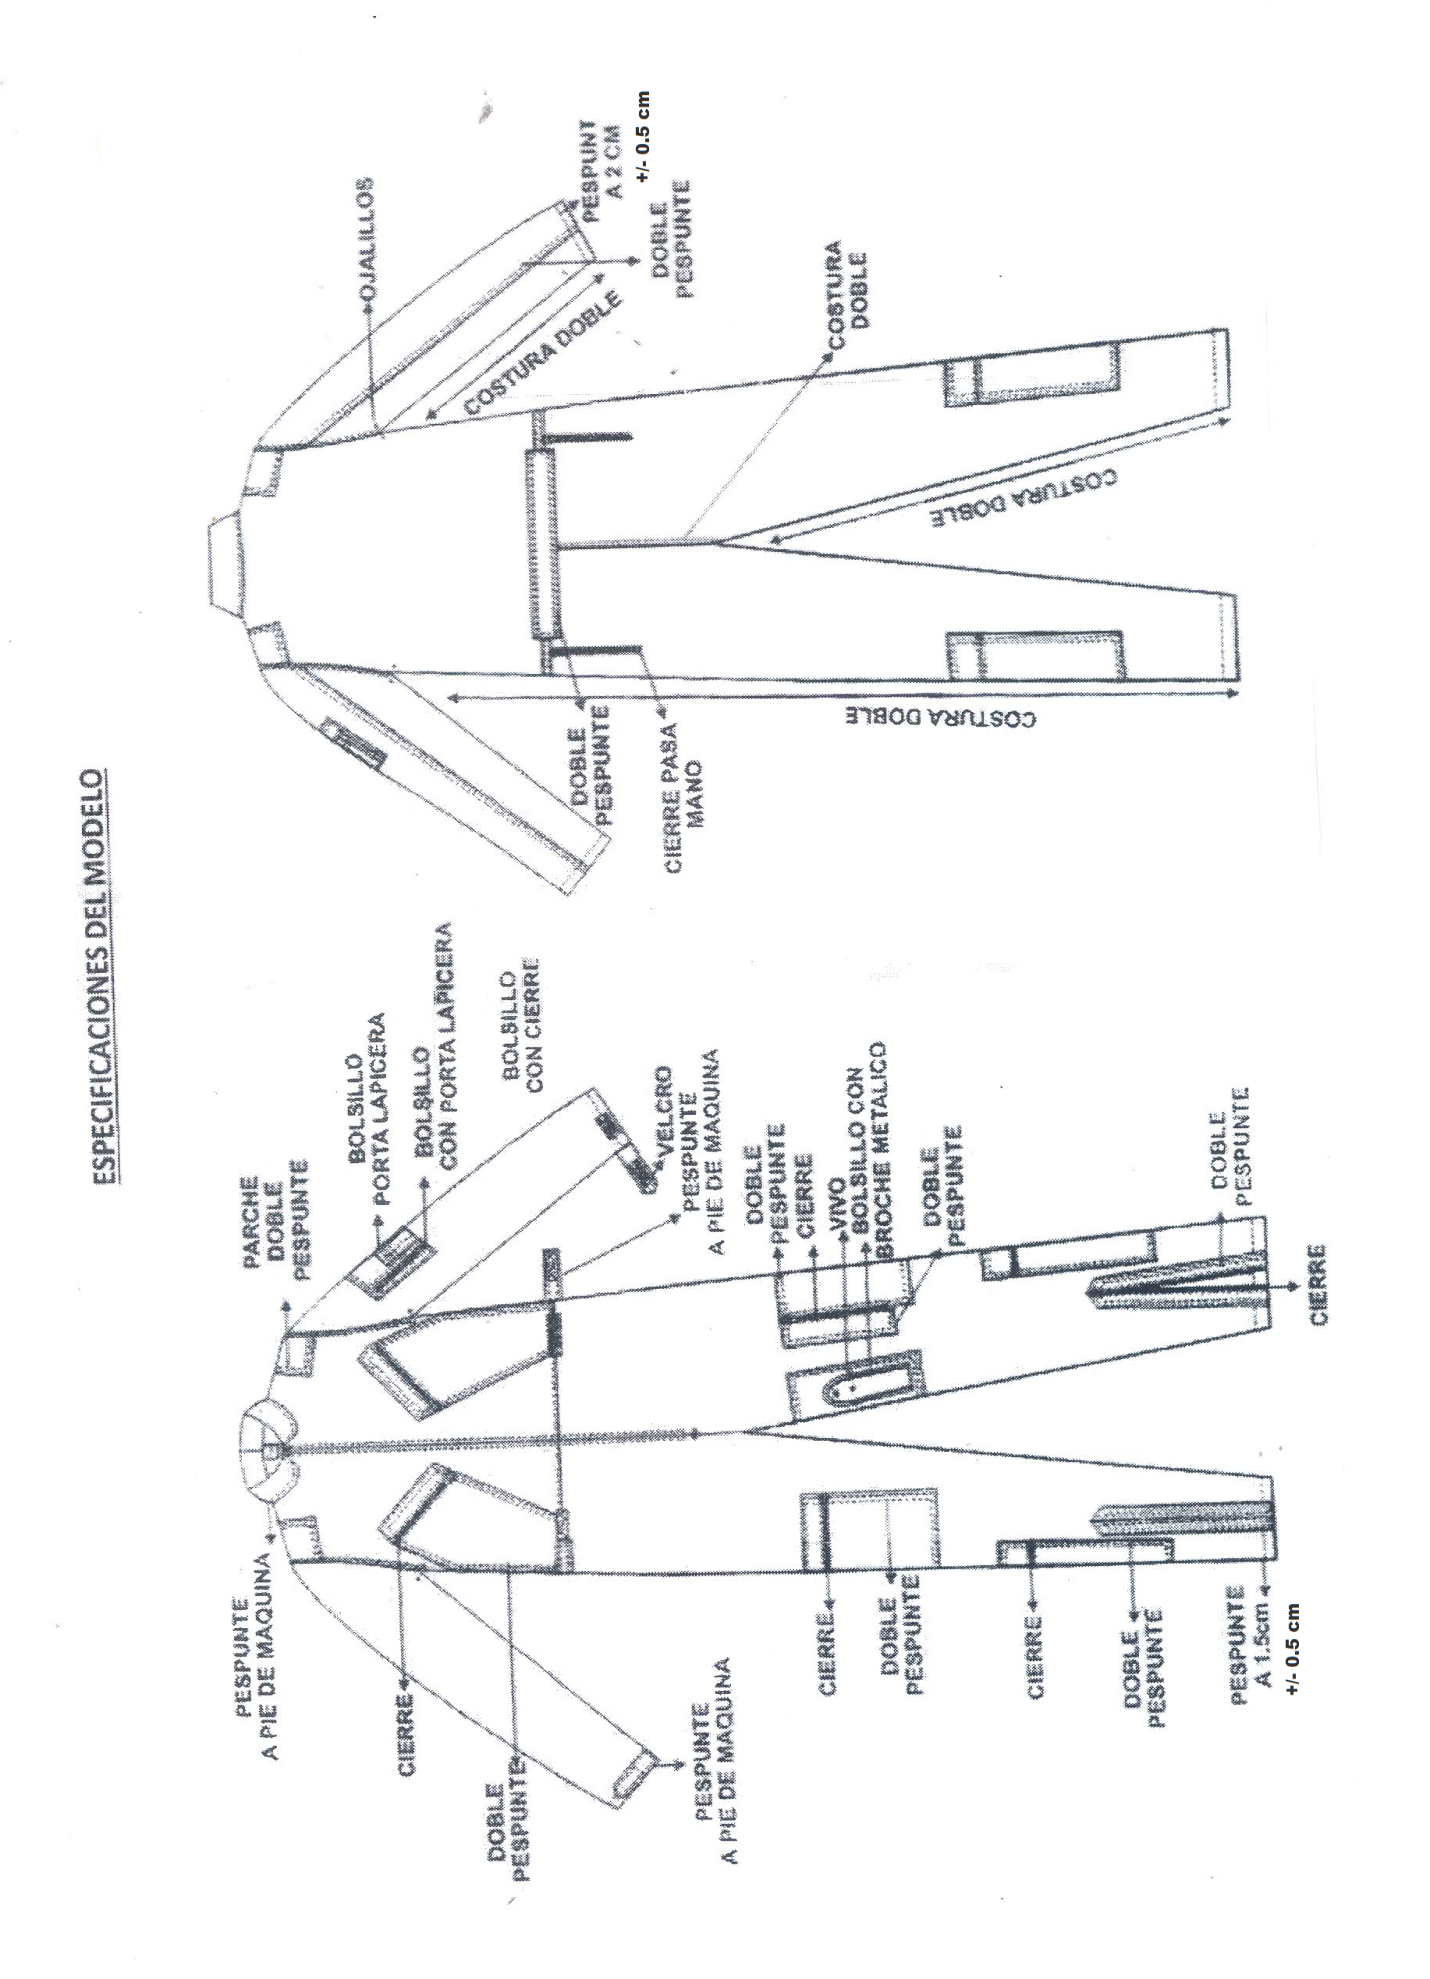 ESPECIFICACIONES DEL MODELO
PESPUNTE
A PIE DE MAQUINA
CIERRE
DOBLE
PESPUNTE
PESPUNTE
A PIE DE MAQUINA
CIERRE
DOBLE
PESPUNTE
CIERRE
DOBLE
PESPUNTE
PESPUNTE
A 1.5cm
+/- 0.5 cm
PARCHE
DOBLE
PESPUNTE
BOLSILLO
PORTA LAPICERA
BOLSILLO
CON PORTA LAPICERA
BOLSILLO
CON CIERRE
VELCRO
PESPUNTE
A PIE DE MAQUINA
DOBLE
PESPUNTE
CIERRE
VIVO
BOLSILLO CON
BROCHE METALICO
DOBLE
PESPUNTE
DOBLE
PESPUNTE
CIERRE
DOBLE
PESPUNTE
CIERRE PASA
MANO
COSTURA DOBLE
OJALILLOS
PESPUNT
A 2 CM
+/- 0.5 cm
DOBLE
PESPUNTE
COSTURA DOBLE
COSTURA
DOBLE
COSTURA DOBLE